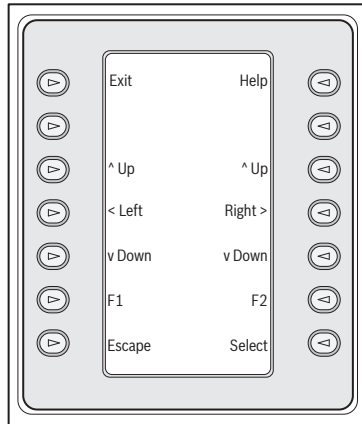 Exit Help
^ Up ^ Up
< Left Right >
v Down v Down
F1 F2
Escape Select